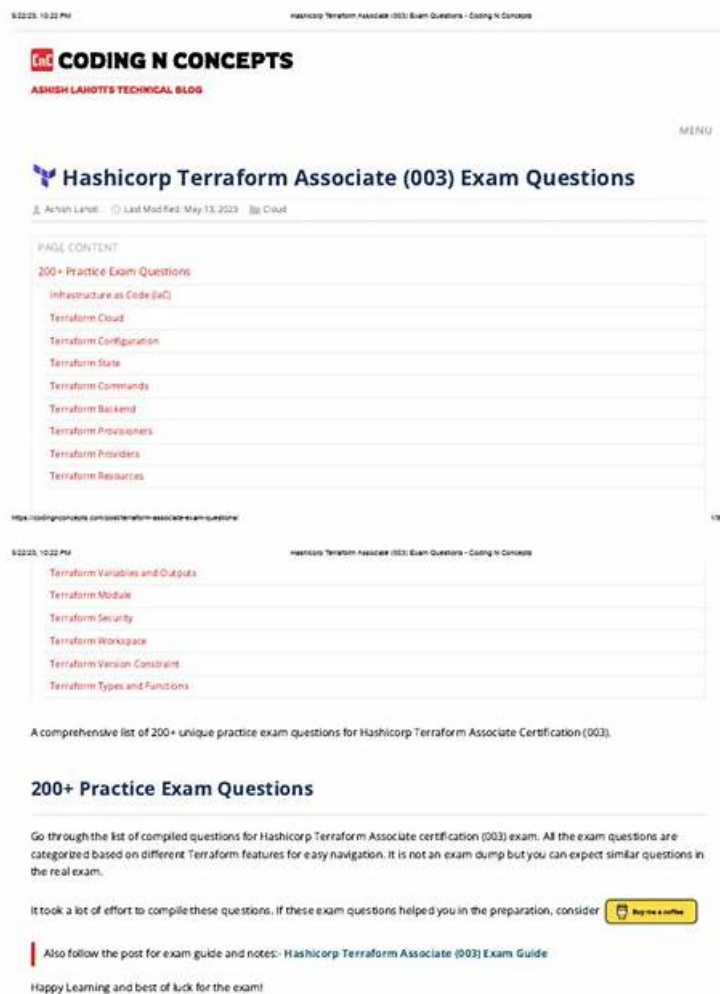 5/22/23, 10:22 PM Hashicorp Terraform Associate (003) Exam Questions - Coding N Concepts
CnC CODING N CONCEPTS
ASHISH LAHOTI'S TECHNICAL BLOG
MENU
Hashicorp Terraform Associate (003) Exam Questions
Ashish Lahoti Last Modified: May 13, 2023 Cloud
PAGE CONTENT
200+ Practice Exam Questions
Infrastructure as Code (IaC)
Terraform Cloud
Terraform Configuration
Terraform State
Terraform Commands
Terraform Backend
Terraform Provisioners
Terraform Providers
Terraform Resources
https://codingnconcepts.com/post/terraform-associate-exam-questions/
5/22/23, 10:22 PM Hashicorp Terraform Associate (003) Exam Questions - Coding N Concepts
Terraform Variables and Outputs
Terraform Module
Terraform Security
Terraform Workspace
Terraform Version Constraint
Terraform Types and Functions
A comprehensive list of 200+ unique practice exam questions for Hashicorp Terraform Associate Certification (003).
200+ Practice Exam Questions
Go through the list of compiled questions for Hashicorp Terraform Associate certification (003) exam. All the exam questions are
categorized based on different Terraform features for easy navigation. It is not an exam dump but you can expect similar questions in
the real exam.
It took a lot of effort to compile these questions. If these exam questions helped you in the preparation, consider Buy me a coffee
Also follow the post for exam guide and notes:- Hashicorp Terraform Associate (003) Exam Guide
Happy Learning and best of luck for the exam!